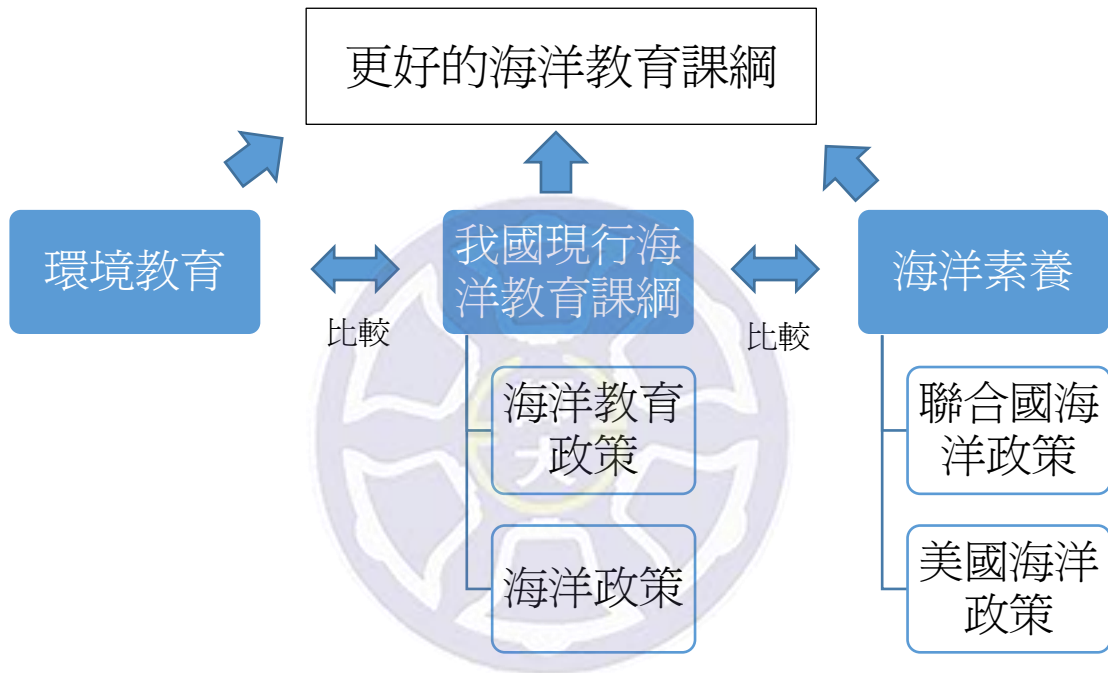 更好的海洋教育課綱
環境教育
我國現行海
洋教育課綱
海洋素養
比較
比較
海洋教育
政策
聯合國海
洋政策
海洋政策
美國海洋
政策